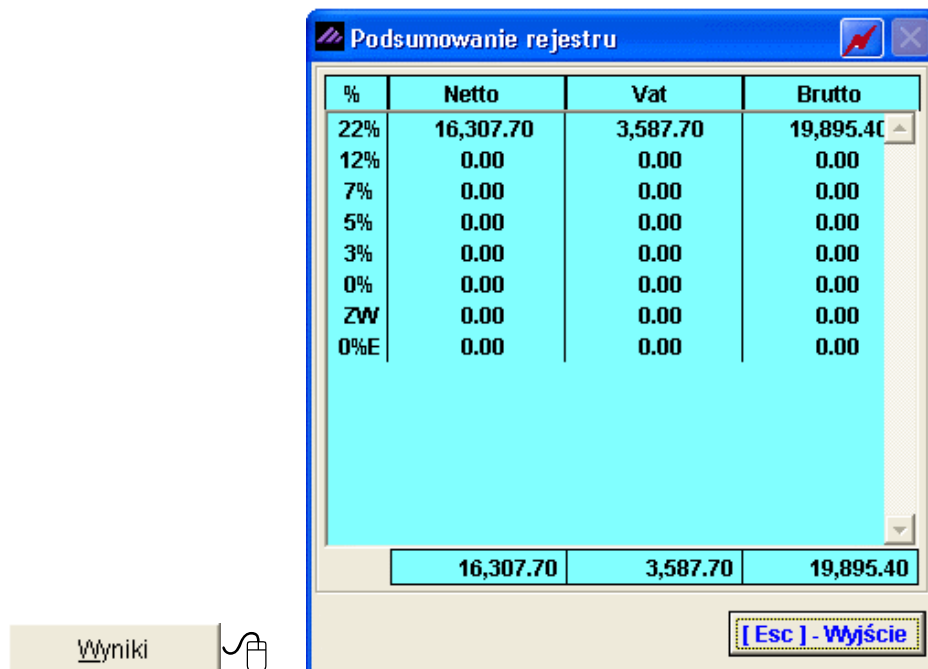 Podsumowanie rejestru
% Netto Vat Brutto
22% 16,307.70 3,587.70 19,895.40
12% 0.00 0.00 0.00
7% 0.00 0.00 0.00
5% 0.00 0.00 0.00
3% 0.00 0.00 0.00
0% 0.00 0.00 0.00
ZW 0.00 0.00 0.00
0%E 0.00 0.00 0.00
16,307.70 3,587.70 19,895.40
[ Esc ] - Wyjście
Wyniki